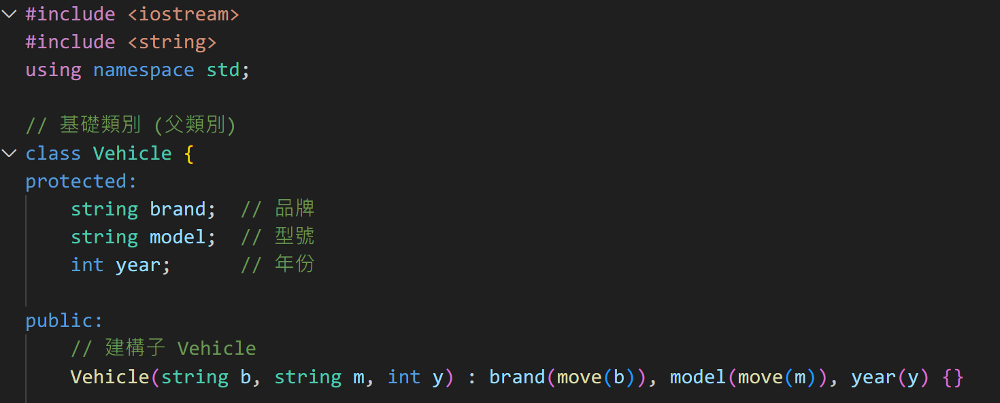 #include <iostream>
#include <string>
using namespace std;
// 基礎類別 (父類別)
class Vehicle {
protected:
    string brand;  // 品牌
    string model;  // 型號
    int year;      // 年份
public:
    // 建構子 Vehicle
    Vehicle(string b, string m, int y) : brand(move(b)), model(move(m)), year(y) {}